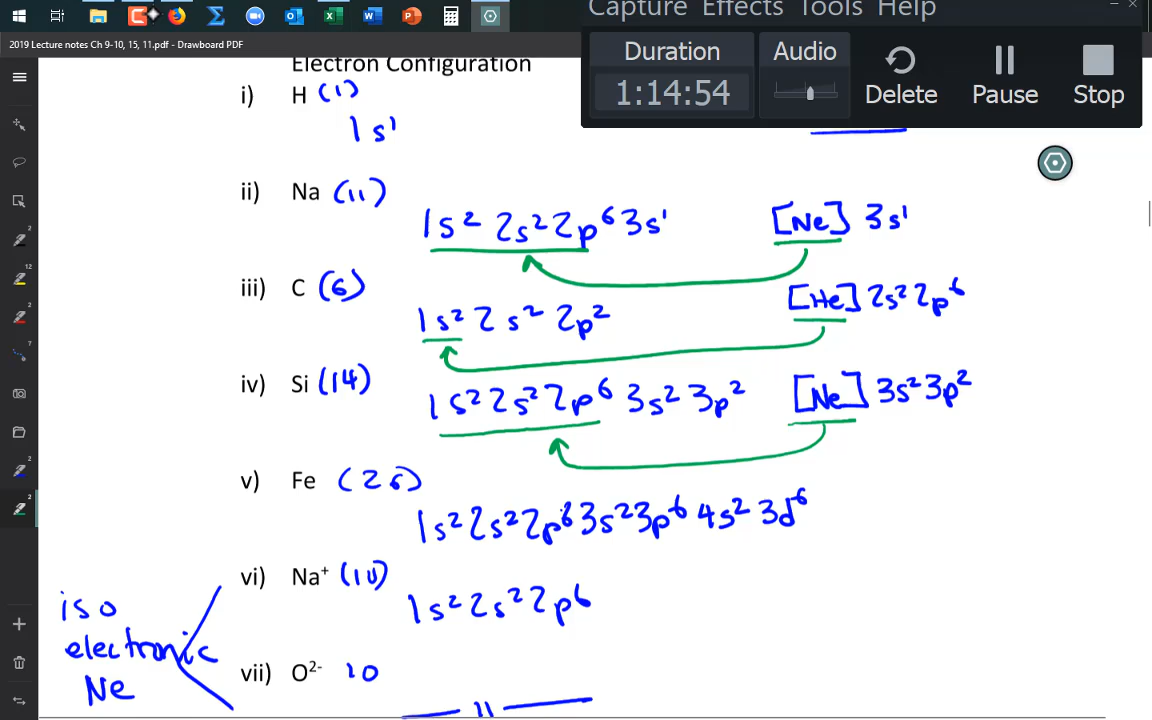 Capture Effects Tools Help
2019 Lecture notes Ch 9-10, 15, 11.pdf - Drawboard PDF
Duration
1:14:54
Audio
Delete
Pause
Stop
Electron Configuration
i) H (1)
1s¹
ii) Na (11)
1s² 2s² 2p⁶ 3s¹ [Ne] 3s¹
iii) C (6)
1s² 2s² 2p² [He] 2s² 2p⁶
iv) Si (14)
1s² 2s² 2p⁶ 3s² 3p² [Ne] 3s² 3p²
v) Fe (26)
1s² 2s² 2p⁶ 3s² 3p⁶ 4s² 3d⁶
vi) Na⁺ (10)
1s² 2s² 2p⁶
iso
electronic
Ne
vii) O²⁻ 10
— 11 —